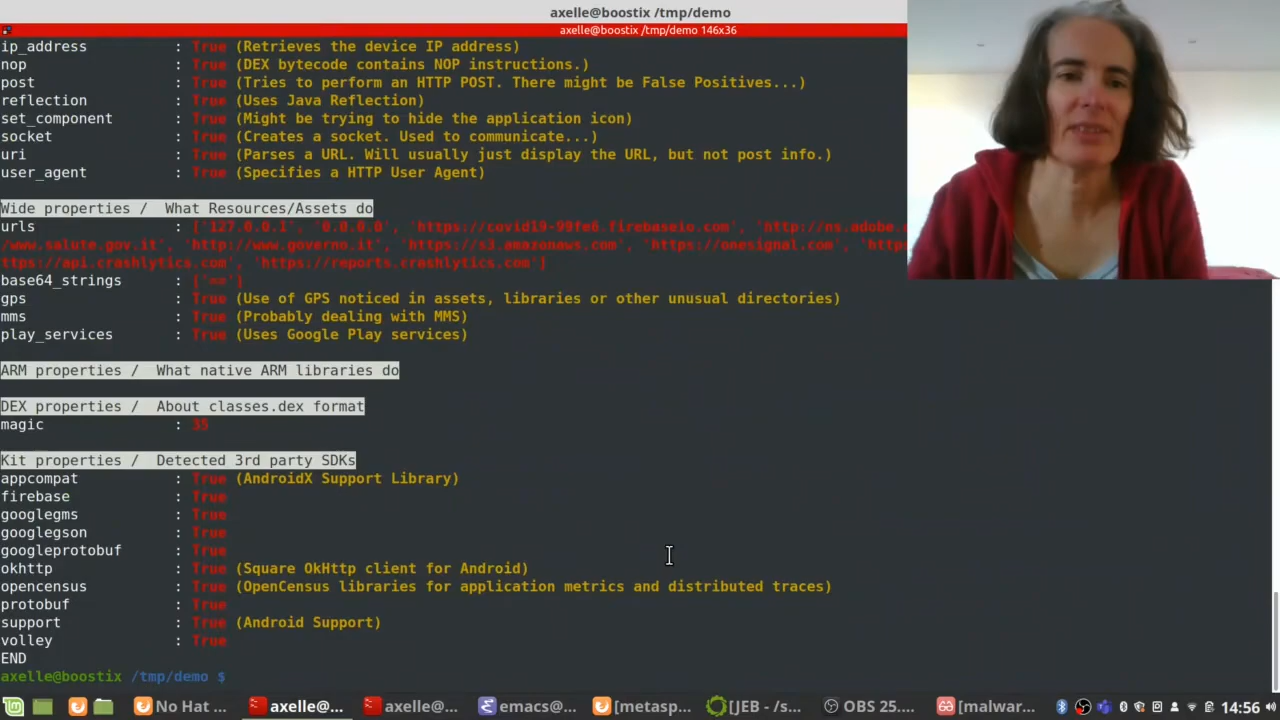 axelle@boostix /tmp/demo
axelle@boostix /tmp/demo 146x36
ip_address : True (Retrieves the device IP address)
nop : True (DEX bytecode contains NOP instructions.)
post : True (Tries to perform an HTTP POST. There might be False Positives...)
reflection : True (Uses Java Reflection)
set_component : True (Might be trying to hide the application icon)
socket : True (Creates a socket. Used to communicate...)
uri : True (Parses a URL. Will usually just display the URL, but not post info.)
user_agent : True (Specifies a HTTP User Agent)
Wide properties / What Resources/Assets do
urls : ['127.0.0.1', '0.0.0.0', 'https://covid19-99fe6.firebaseio.com', 'http://ns.adobe.
/www.salute.gov.it', 'http://www.governo.it', 'https://s3.amazonaws.com', 'https://onesignal.com', 'http
ttps://api.crashlytics.com', 'https://reports.crashlytics.com']
base64_strings : ['==']
gps : True (Use of GPS noticed in assets, libraries or other unusual directories)
mms : True (Probably dealing with MMS)
play_services : True (Uses Google Play services)
ARM properties / What native ARM libraries do
DEX properties / About classes.dex format
magic : 35
Kit properties / Detected 3rd party SDKs
appcompat : True (AndroidX Support Library)
firebase : True
googlegms : True
googlegson : True
googleprotobuf : True
okhttp : True (Square OkHttp client for Android)
opencensus : True (OpenCensus libraries for application metrics and distributed traces)
protobuf : True
support : True (Android Support)
volley : True
END
axelle@boostix /tmp/demo $
No Hat ... axelle@... axelle@... emacs@... [metasp... [JEB - /s... OBS 25.... [malwar... 14:56